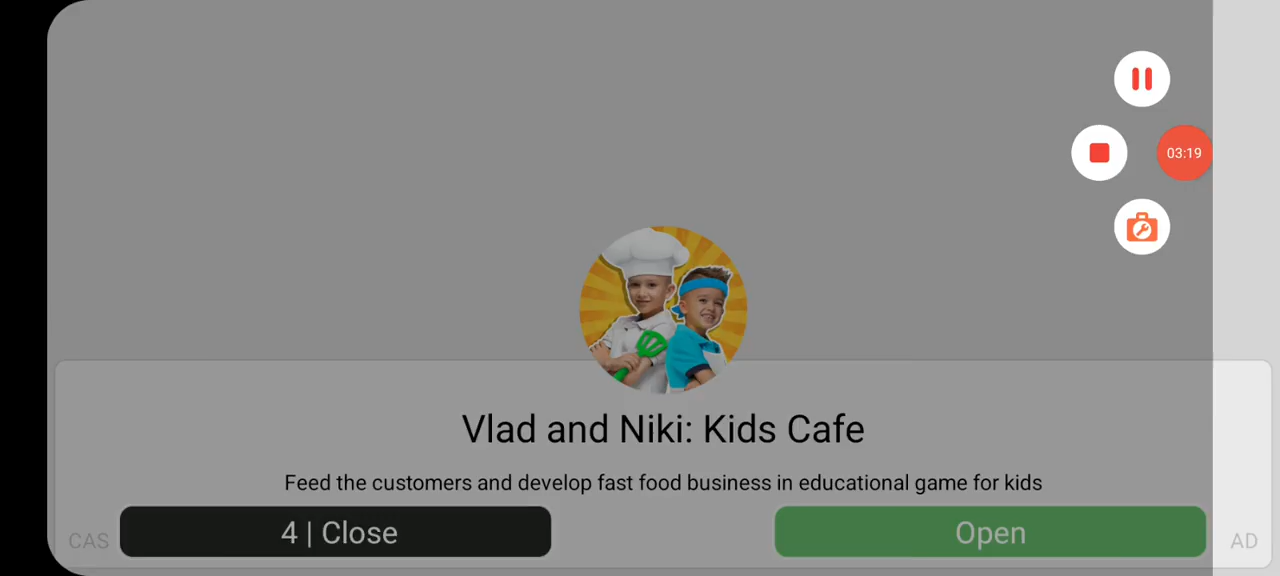 03:19
Vlad and Niki: Kids Cafe
Feed the customers and develop fast food business in educational game for kids
CAS
4 | Close
Open
AD